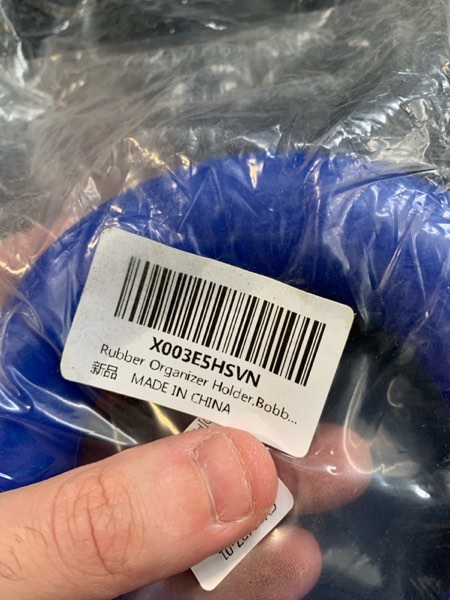 X003E5HSVN
Rubber Organizer Holder,Bobb...
新品 MADE IN CHINA